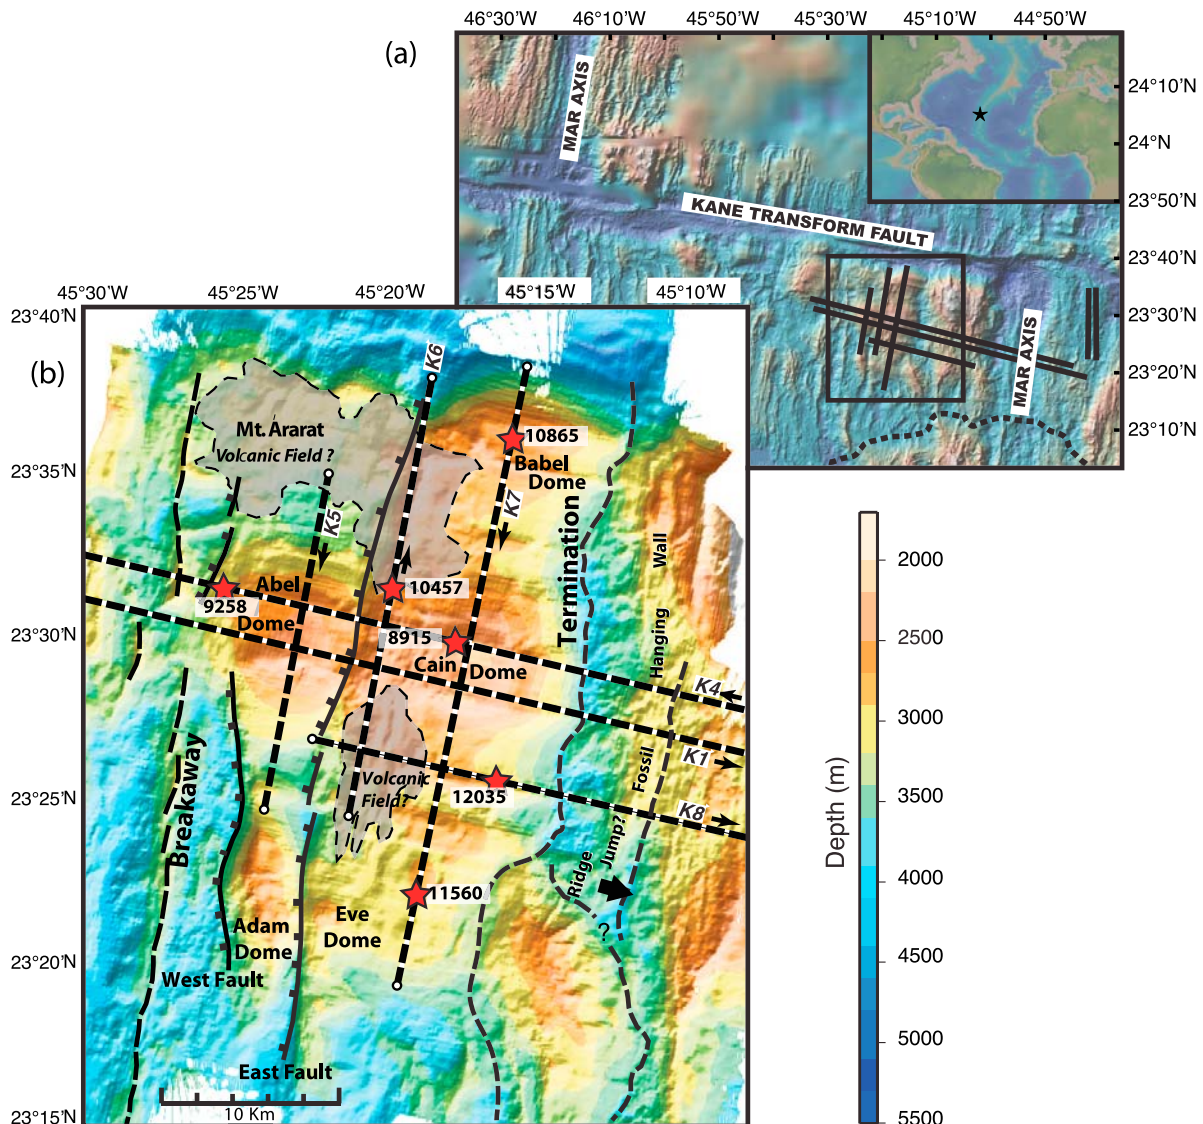 46°30'W 46°10'W 45°50'W 45°30'W 45°10'W 44°50'W
(a)
MAR AXIS
24°10'N
24°N
KANE TRANSFORM FAULT
23°50'N
23°40'N
23°30'N
MAR AXIS
23°20'N
23°10'N
45°30'W 45°25'W 45°20'W 45°15'W 45°10'W
23°40'N
(b)
K6
Mt. Ararat
Volcanic Field ?
10865
Babel
Dome
23°35'N
K5
K7
Termination
Wall
Hanging
Abel
Dome
9258
10457
8915
Cain
Dome
23°30'N
K4
K1
K8
Fossil
Volcanic
Field?
12035
23°25'N
Breakaway
Ridge
Jump?
?
11560
Adam
Dome
Eve
Dome
23°20'N
West Fault
East Fault
10 Km
23°15'N
Depth (m)
2000
2500
3000
3500
4000
4500
5000
5500